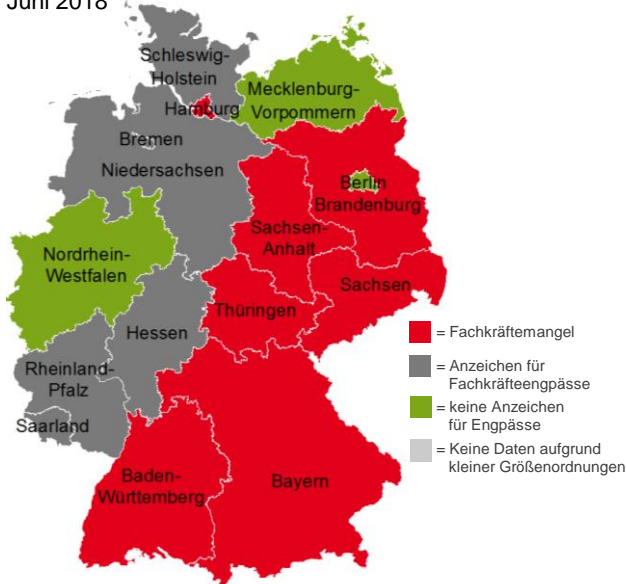 Juni 2018
Schleswig-
Holstein
Mecklenburg-
Vorpommern
Hamburg
Bremen
Niedersachsen
Berlin
Brandenburg
Sachsen-
Anhalt
Nordrhein-
Westfalen
Sachsen
Thüringen
Hessen
Rheinland-
Pfalz
Saarland
Baden-
Württemberg
Bayern
= Fachkräftemangel
= Anzeichen für
Fachkräfteengpässe
= keine Anzeichen
für Engpässe
= Keine Daten aufgrund
kleiner Größenordnungen